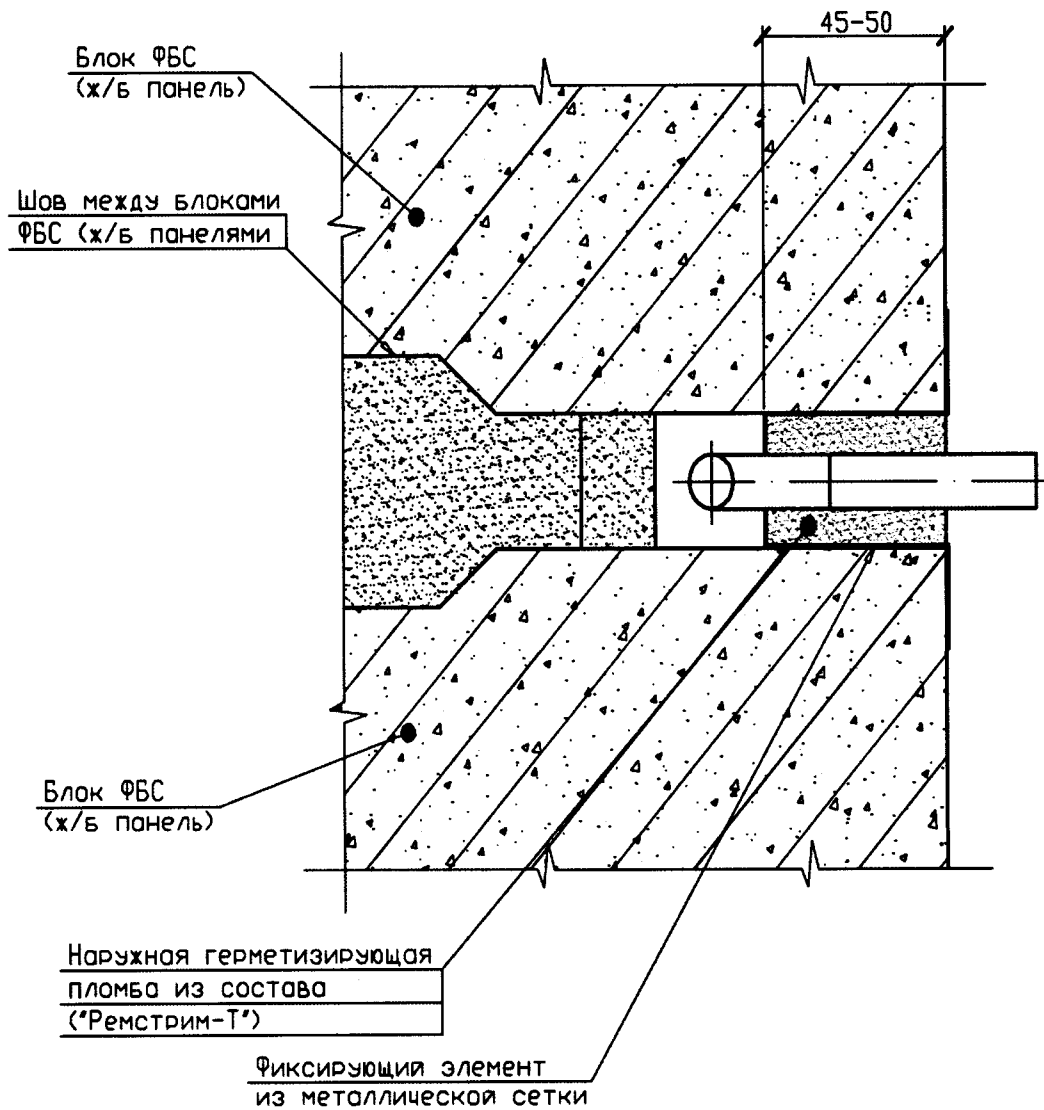 45-50
Блок ФБС
(ж/б панель)
Шов между блоками
ФБС (ж/б панелями
Блок ФБС
(ж/б панель)
Наружная герметизирующая
пломба из состава
("Ремстрим-Т")
Фиксирующий элемент
из металлической сетки